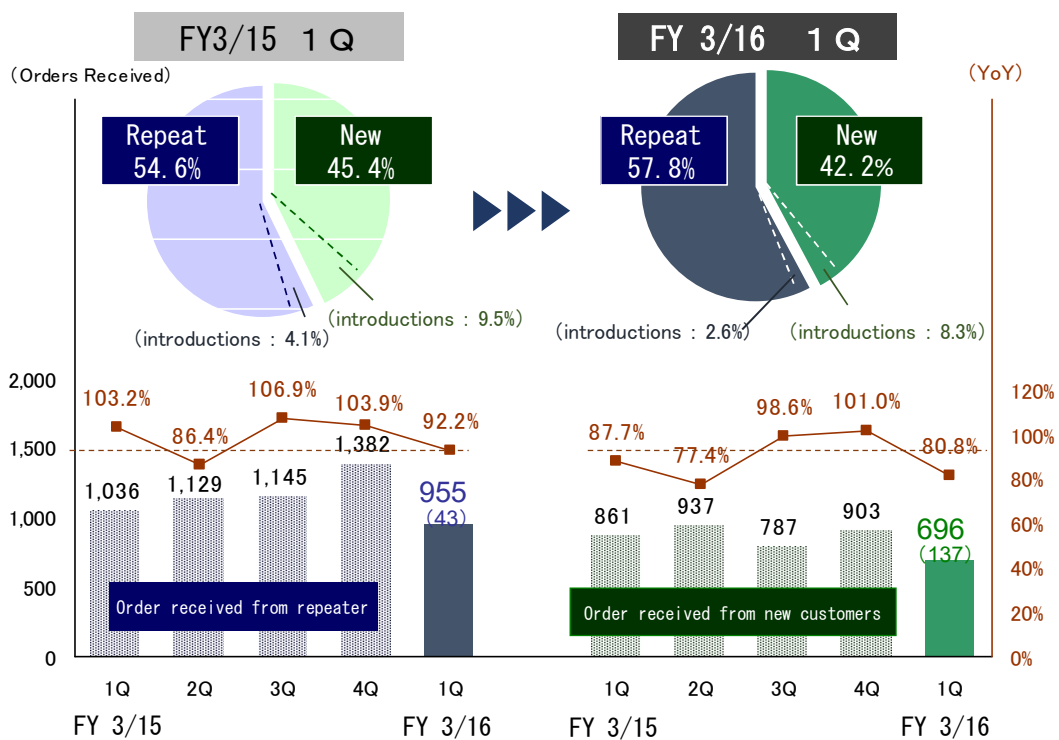 FY3/15 1Q
FY 3/16 1Q
(Orders Received)
(YoY)
Repeat
54.6%
New
45.4%
Repeat
57.8%
New
42.2%
(introductions : 4.1%)
(introductions : 9.5%)
(introductions : 2.6%)
(introductions : 8.3%)
2,000
1,500
1,000
500
0
120%
100%
80%
60%
40%
20%
0%
103.2%
86.4%
106.9%
103.9%
92.2%
1,036
1,129
1,145
1,382
955
(43)
Order received from repeater
87.7%
77.4%
98.6%
101.0%
80.8%
861
937
787
903
696
(137)
Order received from new customers
1Q
2Q
3Q
4Q
1Q
FY 3/15
FY 3/16
1Q
2Q
3Q
4Q
1Q
FY 3/15
FY 3/16